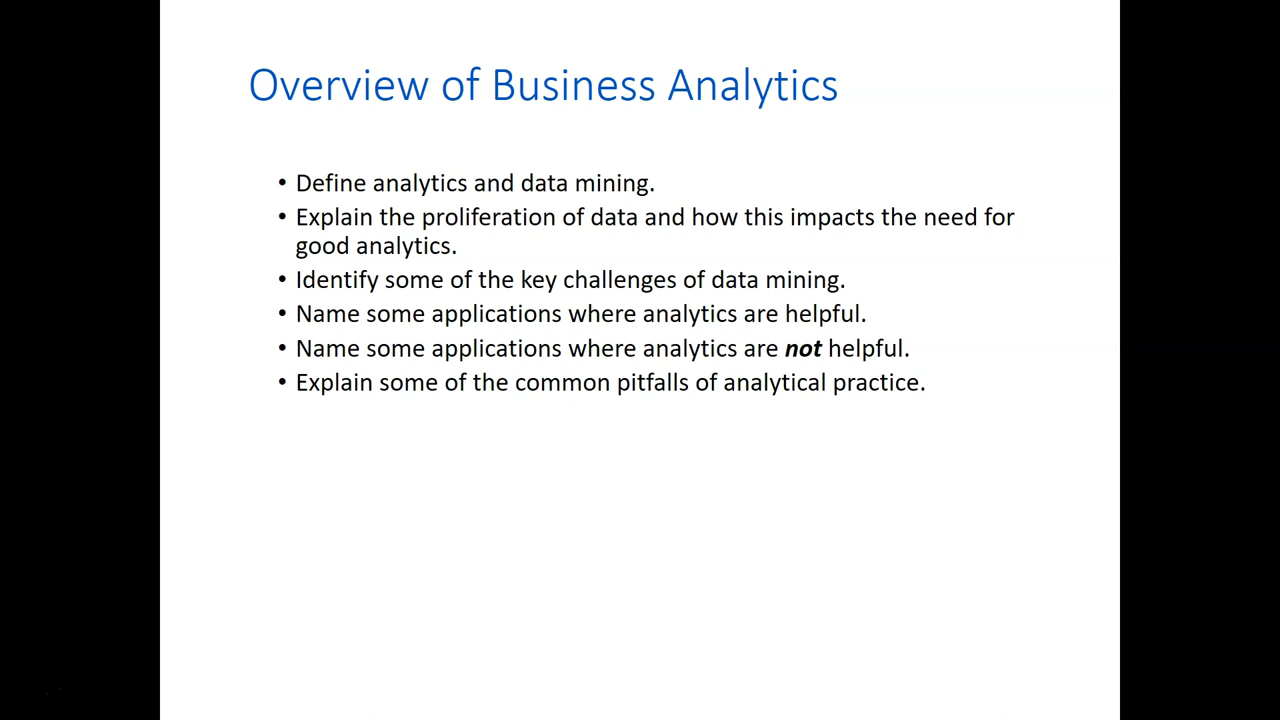 Overview of Business Analytics
• Define analytics and data mining.
• Explain the proliferation of data and how this impacts the need for
good analytics.
• Identify some of the key challenges of data mining.
• Name some applications where analytics are helpful.
• Name some applications where analytics are not helpful.
• Explain some of the common pitfalls of analytical practice.